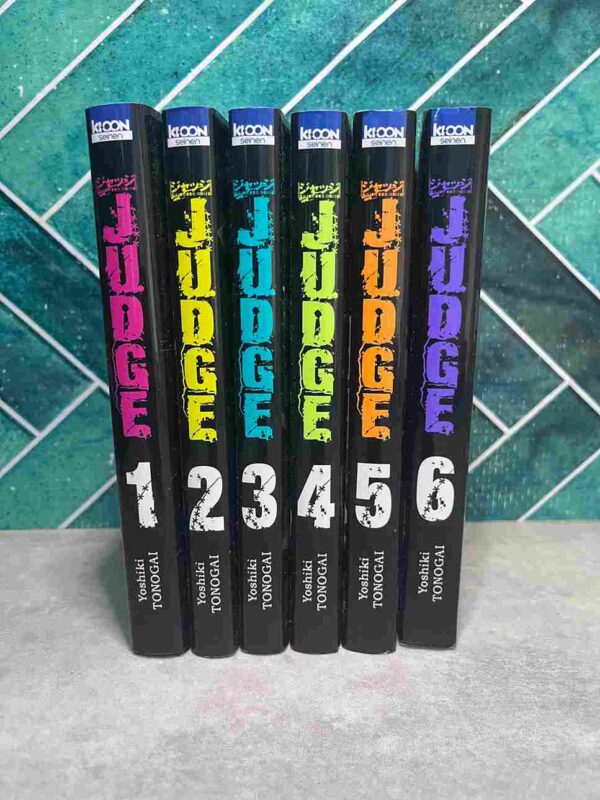 KI-OON
seinen
ジャッジ
JUDGE
1
Yoshiki
TONOGAI
KI-OON
seinen
ジャッジ
JUDGE
2
Yoshiki
TONOGAI
KI-OON
seinen
ジャッジ
JUDGE
3
Yoshiki
TONOGAI
KI-OON
seinen
ジャッジ
JUDGE
4
Yoshiki
TONOGAI
KI-OON
seinen
ジャッジ
JUDGE
5
Yoshiki
TONOGAI
KI-OON
seinen
ジャッジ
JUDGE
6
Yoshiki
TONOGAI